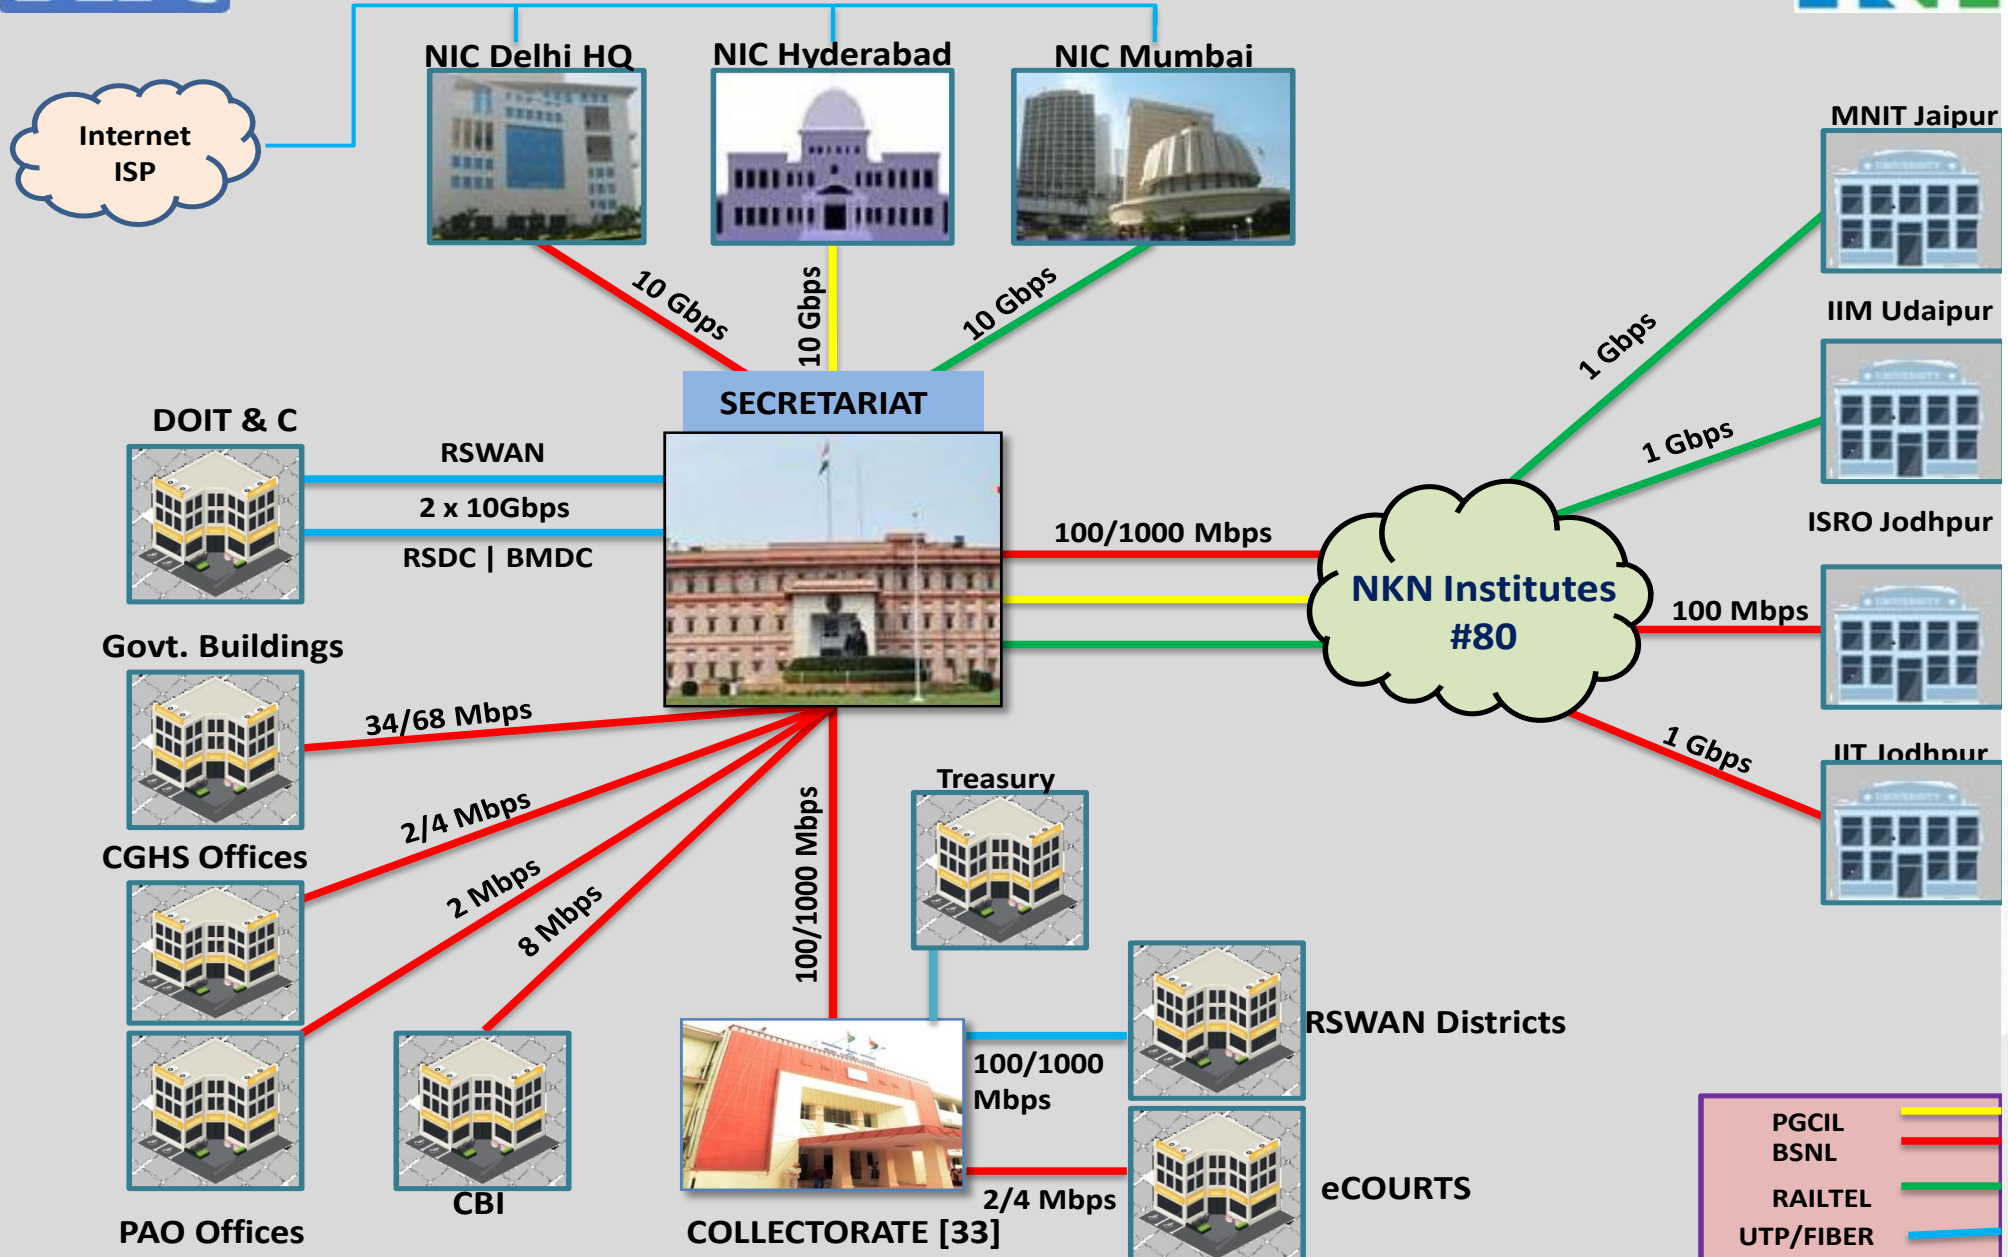 NIC Delhi HQ
NIC Hyderabad
NIC Mumbai
Internet
ISP
MNIT Jaipur
IIM Udaipur
ISRO Jodhpur
IIT Jodhpur
10 Gbps
10 Gbps
10 Gbps
1 Gbps
1 Gbps
SECRETARIAT
DOIT & C
RSWAN
2 x 10Gbps
RSDC | BMDC
100/1000 Mbps
NKN Institutes
#80
100 Mbps
1 Gbps
Govt. Buildings
34/68 Mbps
CGHS Offices
2/4 Mbps
2 Mbps
8 Mbps
100/1000 Mbps
Treasury
RSWAN Districts
100/1000
Mbps
eCOURTS
2/4 Mbps
PAO Offices
CBI
COLLECTORATE [33]
PGCIL
BSNL
RAILTEL
UTP/FIBER